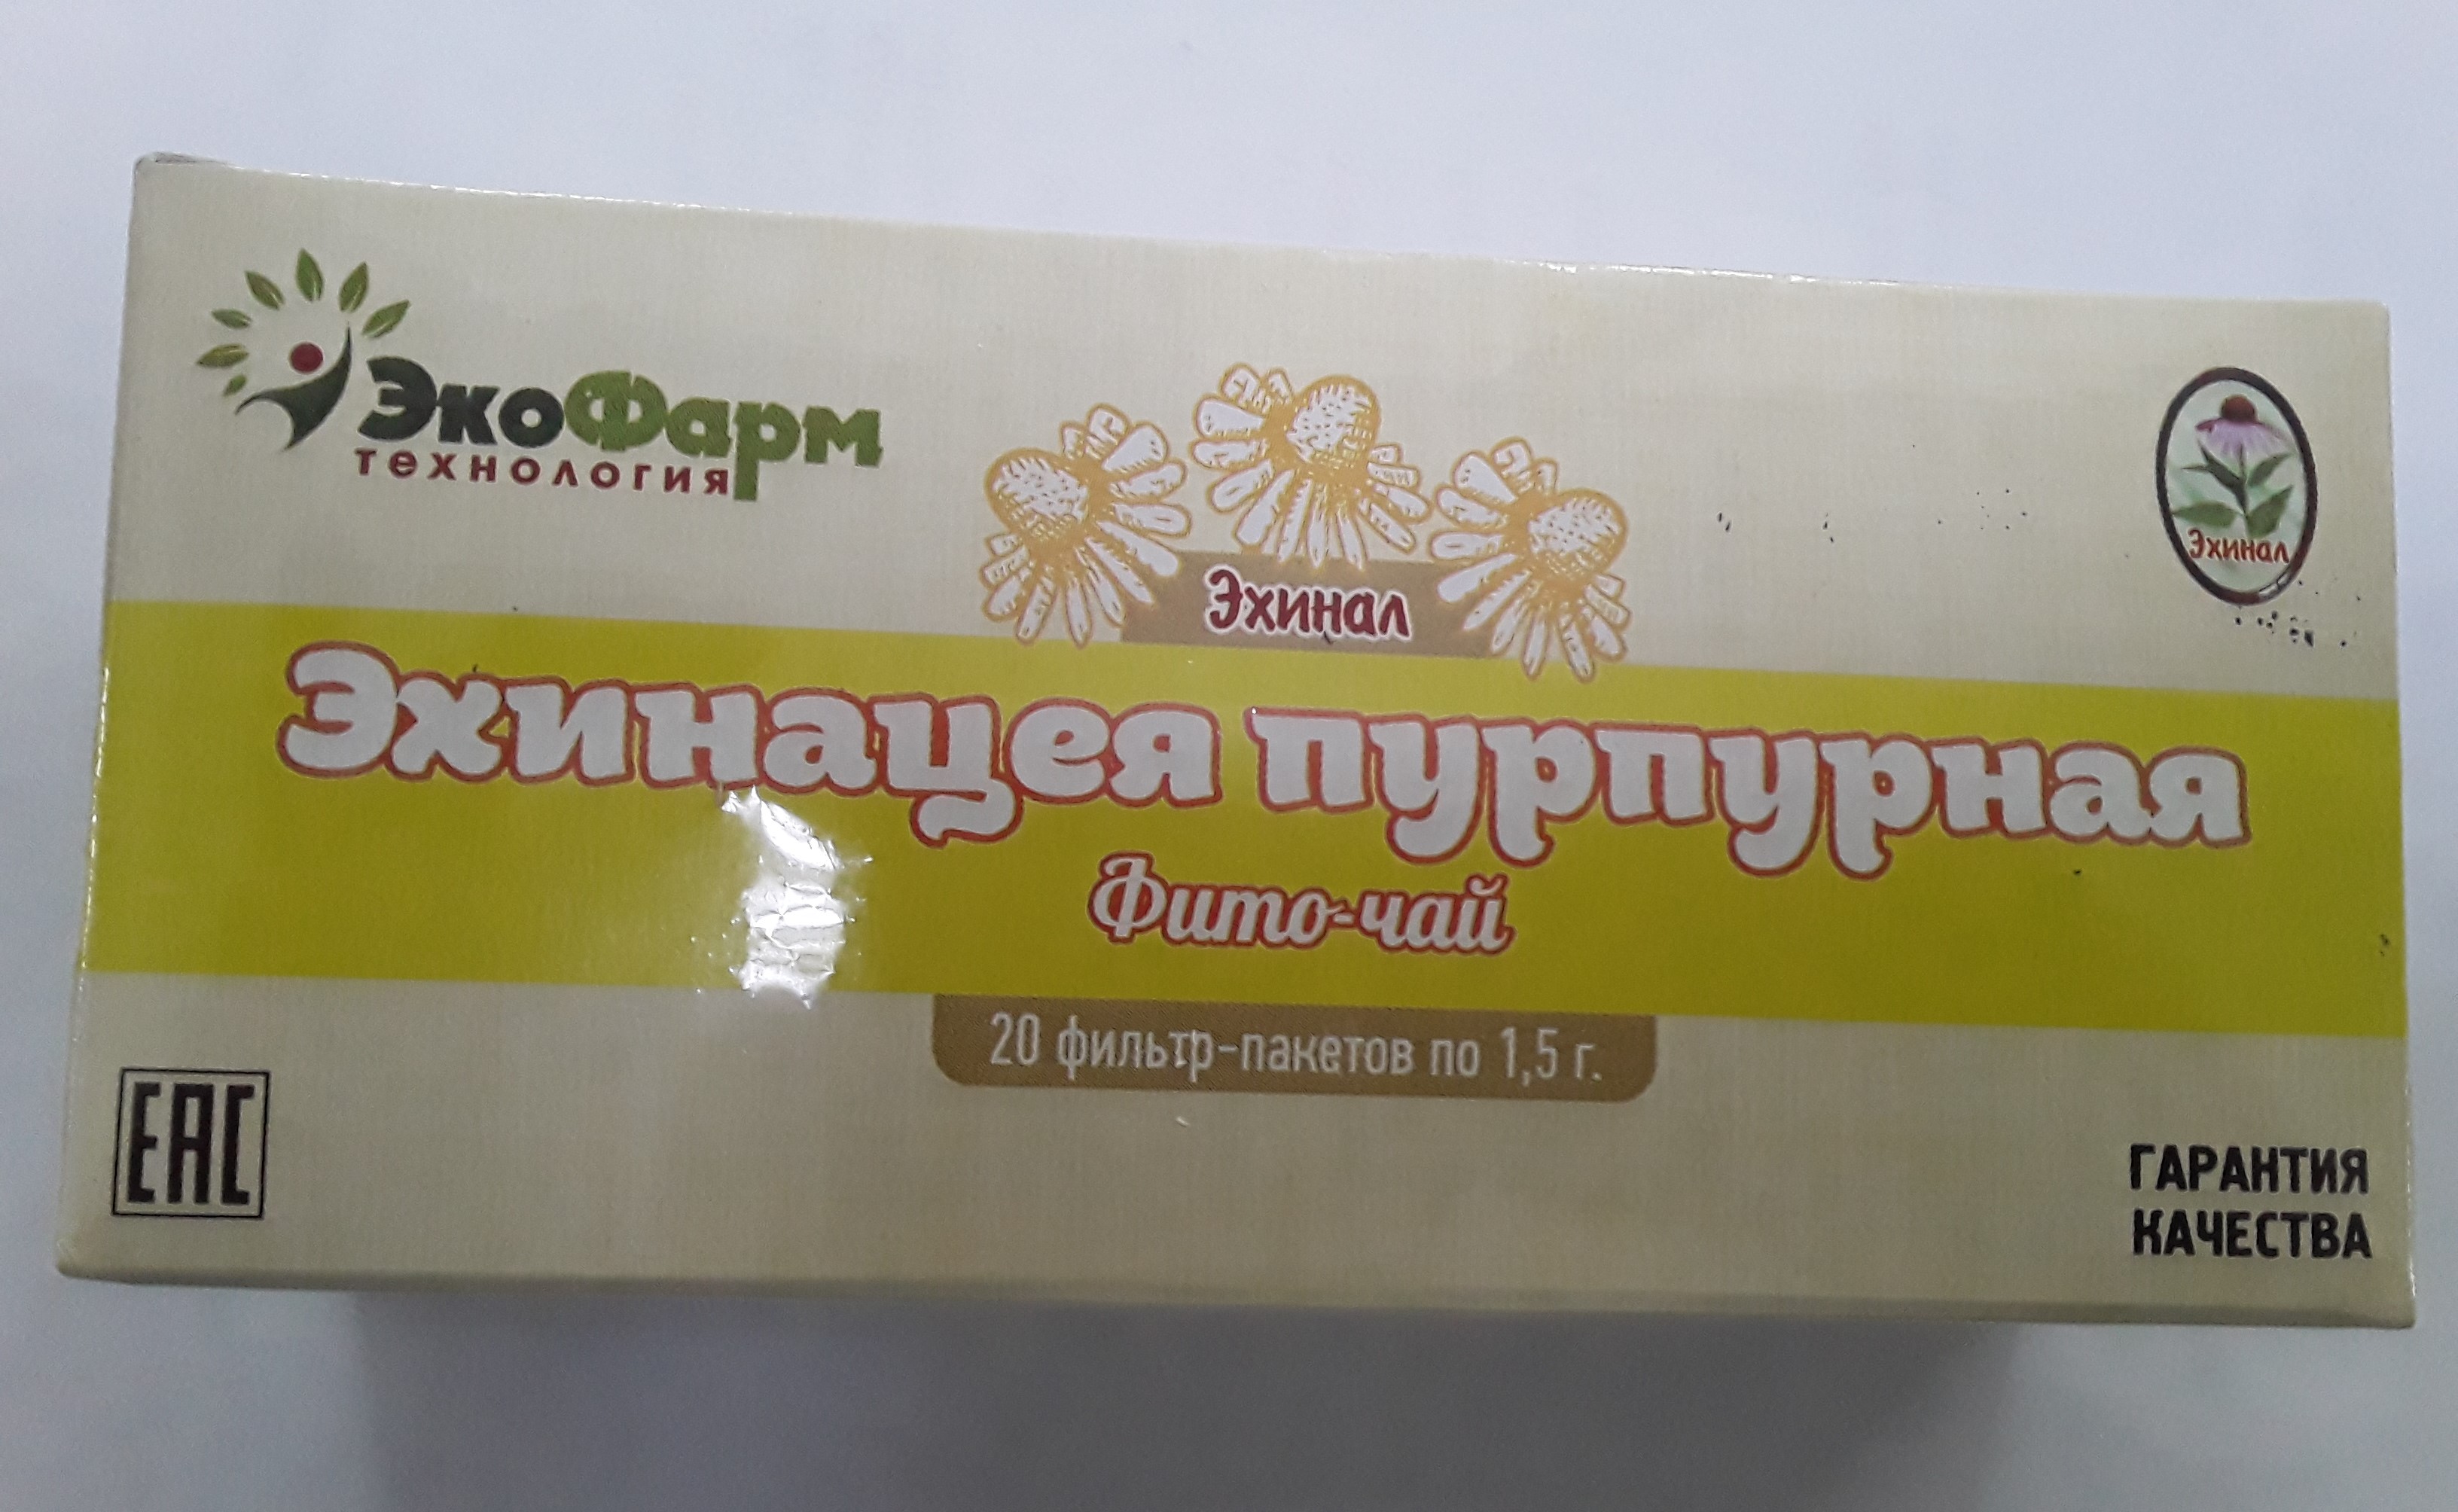 ЭкоФарм
технология
Эхинал
Эхинал
Эхинацея пурпурная
Фито-чай
20 фильтр-пакетов по 1,5 г.
ЕАС
ГАРАНТИЯ
КАЧЕСТВА